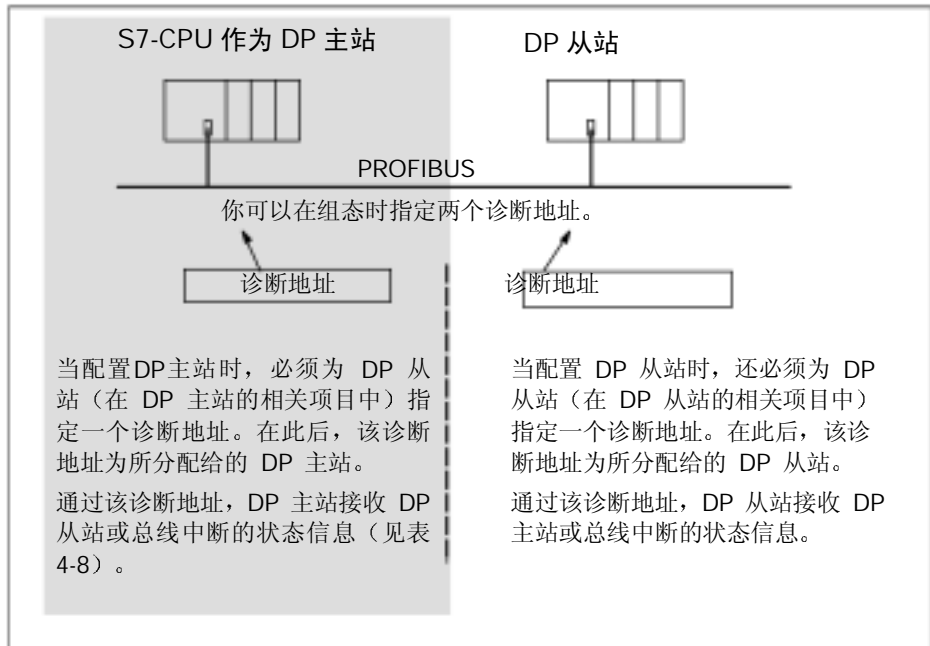 S7-CPU 作为 DP 主站
DP 从站
PROFIBUS
你可以在组态时指定两个诊断地址。
诊断地址
诊断地址
当配置DP主站时，必须为 DP 从
站（在 DP 主站的相关项目中）指
定一个诊断地址。在此后，该诊断
地址为所分配给的 DP 主站。
通过该诊断地址，DP 主站接收 DP
从站或总线中断的状态信息（见表
4-8）。
当配置 DP 从站时，还必须为 DP
从站（在 DP 从站的相关项目中）
指定一个诊断地址。在此后，该诊
断地址为所分配给的 DP 从站。
通过该诊断地址，DP 从站接收 DP
主站或总线中断的状态信息。